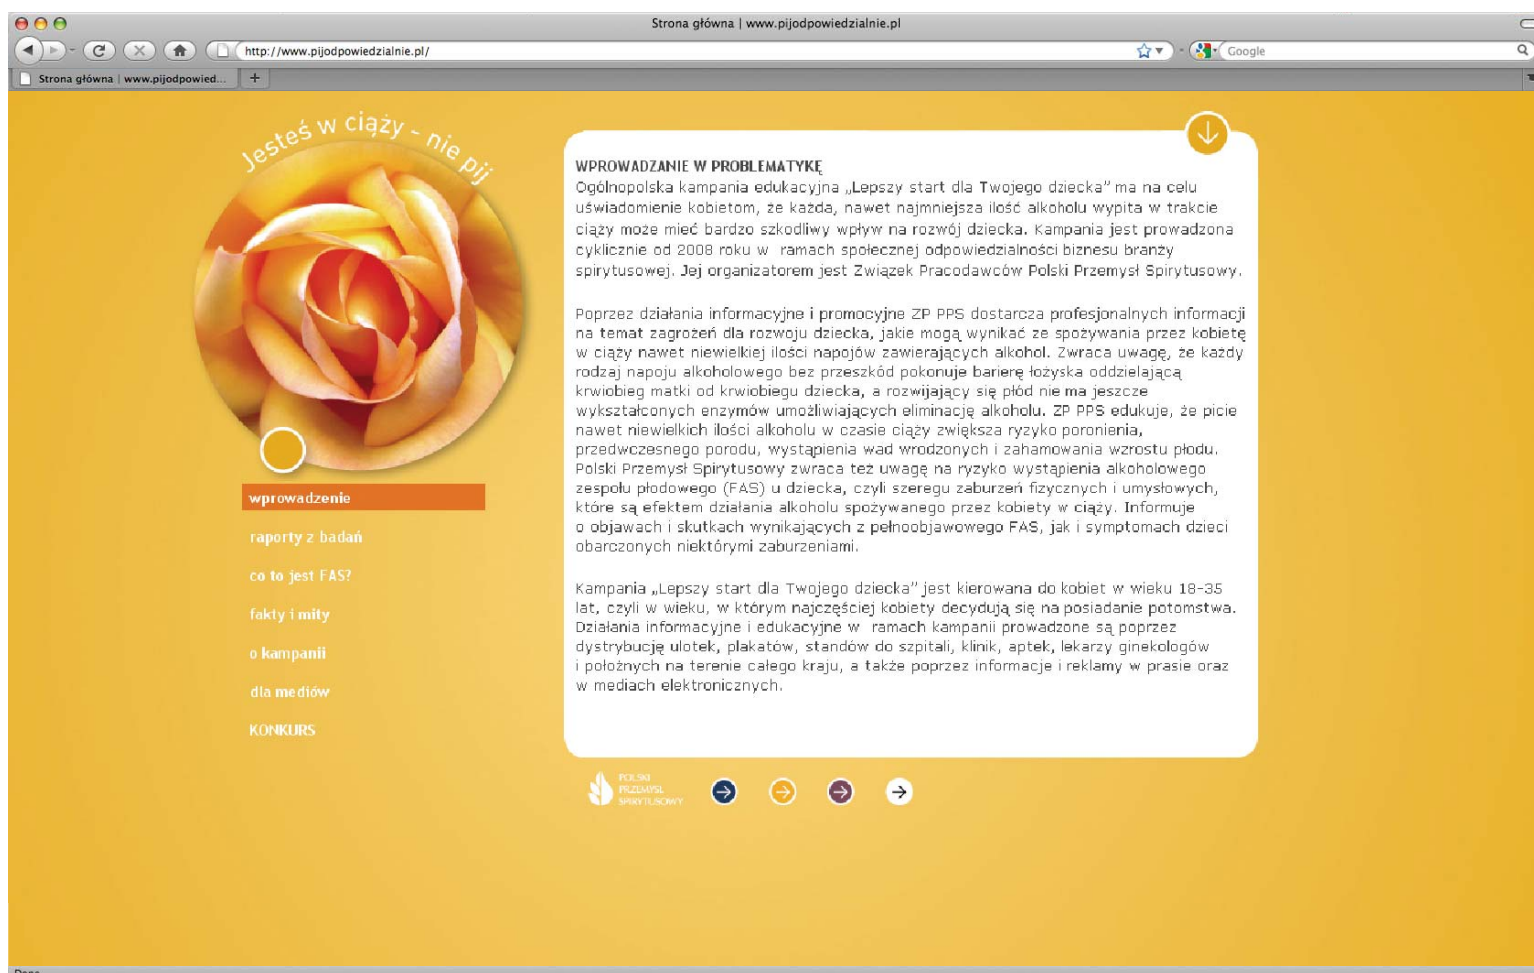 Strona główna | www.pijodpowiedzialnie.pl
http://www.pijodpowiedzialnie.pl/
Google
Strona główna | www.pijodpowied...
Jesteś w ciąży - nie pij
wprowadzenie
raporty z badań
co to jest FAS?
fakty i mity
o kampanii
dla mediów
KONKURS
WPROWADZANIE W PROBLEMATYKĘ
Ogólnopolska kampania edukacyjna „Lepszy start dla Twojego dziecka” ma na celu
uświadomienie kobietom, że każda, nawet najmniejsza ilość alkoholu wypita w trakcie
ciąży może mieć bardzo szkodliwy wpływ na rozwój dziecka. Kampania jest prowadzona
cyklicznie od 2008 roku w ramach społecznej odpowiedzialności biznesu branży
spirytusowej. Jej organizatorem jest Związek Pracodawców Polski Przemysł Spirytusowy.
Poprzez działania informacyjne i promocyjne ZP PPS dostarcza profesjonalnych informacji
na temat zagrożeń dla rozwoju dziecka, jakie mogą wynikać ze spożywania przez kobietę
w ciąży nawet niewielkiej ilości napojów zawierających alkohol. Zwraca uwagę, że każdy
rodzaj napoju alkoholowego bez przeszkód pokonuje barierę łożyska oddzielającą
krwiobieg matki od krwiobiegu dziecka, a rozwijający się płód nie ma jeszcze
wykształconych enzymów umożliwiających eliminację alkoholu. ZP PPS edukuje, że picie
nawet niewielkich ilości alkoholu w czasie ciąży zwiększa ryzyko poronienia,
przedwczesnego porodu, wystąpienia wad wrodzonych i zahamowania wzrostu płodu.
Polski Przemysł Spirytusowy zwraca też uwagę na ryzyko wystąpienia alkoholowego
zespołu płodowego (FAS) u dziecka, czyli szeregu zaburzeń fizycznych i umysłowych,
które są efektem działania alkoholu spożywanego przez kobiety w ciąży. Informuje
o objawach i skutkach wynikających z pełnoobjawowego FAS, jak i symptomach dzieci
obarczonych niektórymi zaburzeniami.
Kampania „Lepszy start dla Twojego dziecka” jest kierowana do kobiet w wieku 18-35
lat, czyli w wieku, w którym najczęściej kobiety decydują się na posiadanie potomstwa.
Działania informacyjne i edukacyjne w ramach kampanii prowadzone są poprzez
dystrybucję ulotek, plakatów, standów do szpitali, klinik, aptek, lekarzy ginekologów
i położnych na terenie całego kraju, a także poprzez informacje i reklamy w prasie oraz
w mediach elektronicznych.
POLSKI
PRZEMYSŁ
SPIRYTUSOWY